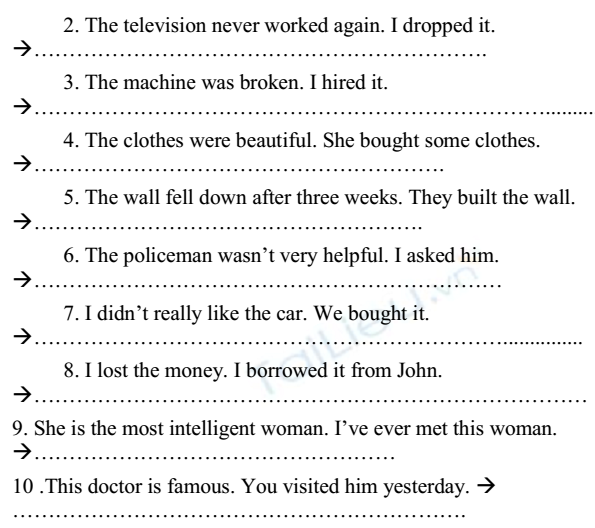 2. The television never worked again. I dropped it.
→……………………………………………………….
3. The machine was broken. I hired it.
→………………………………………………………………….........
4. The clothes were beautiful. She bought some clothes.
→………………………………………………….
5. The wall fell down after three weeks. They built the wall.
→……………………………………………….
6. The policeman wasn’t very helpful. I asked him.
→…………………………………………………………
7. I didn’t really like the car. We bought it.
→…………………………………………………………...............
8. I lost the money. I borrowed it from John.
→……………………………………………………………………
9. She is the most intelligent woman. I’ve ever met this woman.
→……………………………………………
10 .This doctor is famous. You visited him yesterday. →
……………………………………………………….
TaiLieu.vn